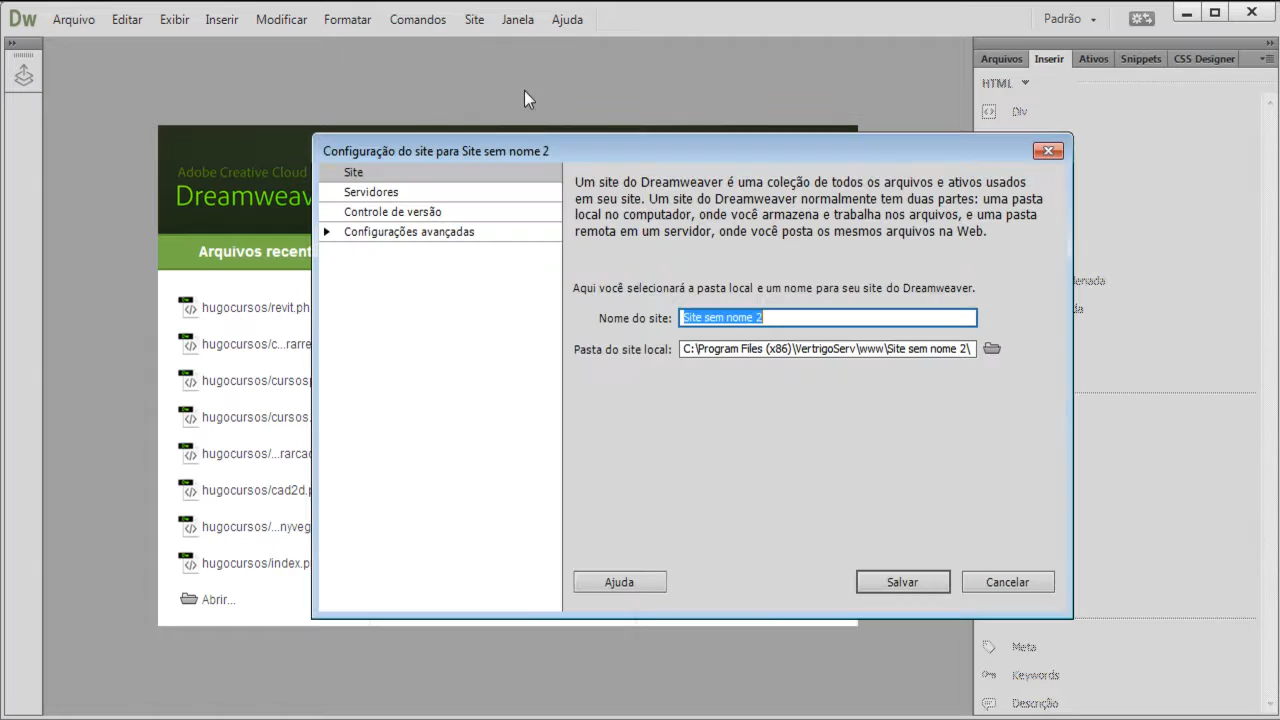 Dw Arquivo Editar Exibir Inserir Modificar Formatar Comandos Site Janela Ajuda Padrão
Arquivos Inserir Ativos Snippets CSS Designer
HTML
Div
Adobe Creative Cloud
Dreamweav
Arquivos recent
hugocursos/revit.ph
hugocursos/c...rarre
hugocursos/cursosp
hugocursos/cursos.
hugocursos/...rarca
hugocursos/cad2d.p
hugocursos/...nyveg
hugocursos/index.p
Abrir...
Configuração do site para Site sem nome 2
Site
Servidores
Controle de versão
Configurações avançadas
Um site do Dreamweaver é uma coleção de todos os arquivos e ativos usados
em seu site. Um site do Dreamweaver normalmente tem duas partes: uma pasta
local no computador, onde você armazena e trabalha nos arquivos, e uma pasta
remota em um servidor, onde você posta os mesmos arquivos na Web.
Aqui você selecionará a pasta local e um nome para seu site do Dreamweaver.
Nome do site: Site sem nome 2
Pasta do site local: C:\Program Files (x86)\VertrigoServ\www\Site sem nome 2\
Ajuda Salvar Cancelar
denada
da
Meta
Keywords
Descrição